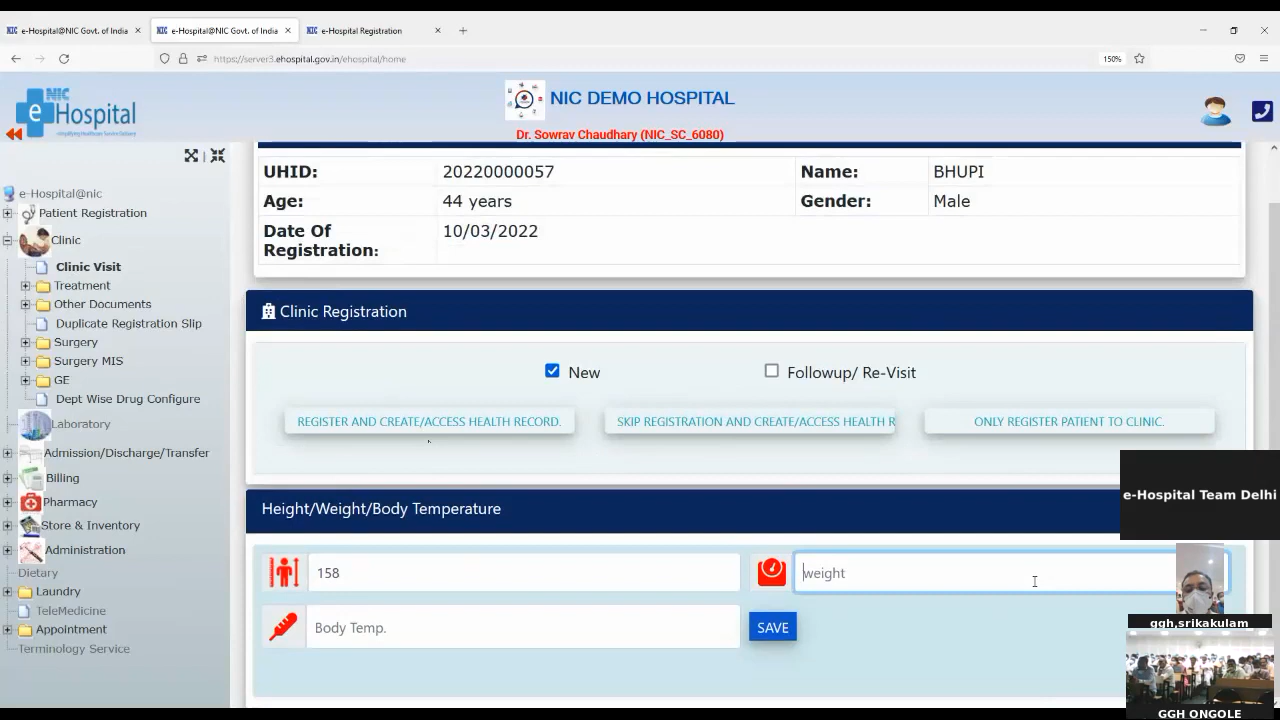 NIC e-Hospital@NIC Govt. of India
NIC e-Hospital@NIC Govt. of India
NIC e-Hospital Registration
https://server3.ehospital.gov.in/ehospital/home
150%
NIC
eHospital
NIC DEMO HOSPITAL
Dr. Sowrav Chaudhary (NIC_SC_6080)
e-Hospital@nic
Patient Registration
Clinic
Clinic Visit
Treatment
Other Documents
Duplicate Registration Slip
Surgery
Surgery MIS
GE
Dept Wise Drug Configure
Laboratory
Admission/Discharge/Transfer
Billing
Pharmacy
Store & Inventory
Administration
Dietary
Laundry
TeleMedicine
Appointment
Terminology Service
UHID: 20220000057 Name: BHUPI
Age: 44 years Gender: Male
Date Of Registration: 10/03/2022
Clinic Registration
New Followup/ Re-Visit
REGISTER AND CREATE/ACCESS HEALTH RECORD. SKIP REGISTRATION AND CREATE/ACCESS HEALTH R ONLY REGISTER PATIENT TO CLINIC.
Height/Weight/Body Temperature
158 weight
Body Temp. SAVE
e-Hospital Team Delhi
ggh,srikakulam
GGH ONGOLE